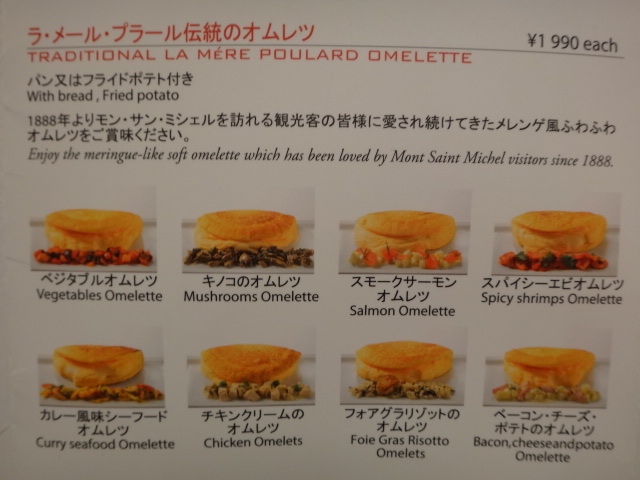 ラ・メール・プラール伝統のオムレツ
¥1 990 each
TRADITIONAL LA MéRE POULARD OMELETTE
パン又はフライドポテト付き
With bread , Fried potato
1888年よりモン・サン・ミシェルを訪れる観光客の皆様に愛され続けてきたメレンゲ風ふわふわ
オムレツをご賞味ください。
Enjoy the meringue-like soft omelette which has been loved by Mont Saint Michel visitors since 1888.
ベジタブルオムレツ
Vegetables Omelette
キノコのオムレツ
Mushrooms Omelette
スモークサーモン
オムレツ
Salmon Omelette
スパイシーエビオムレツ
Spicy shrimps Omelette
カレー風味シーフード
オムレツ
Curry seafood Omelette
チキンクリームの
オムレツ
Chicken Omelets
フォアグラリゾットの
オムレツ
Foie Gras Risotto
Omelets
ベーコン・チーズ・
ポテトのオムレツ
Bacon,cheeseandpotato
Omelette